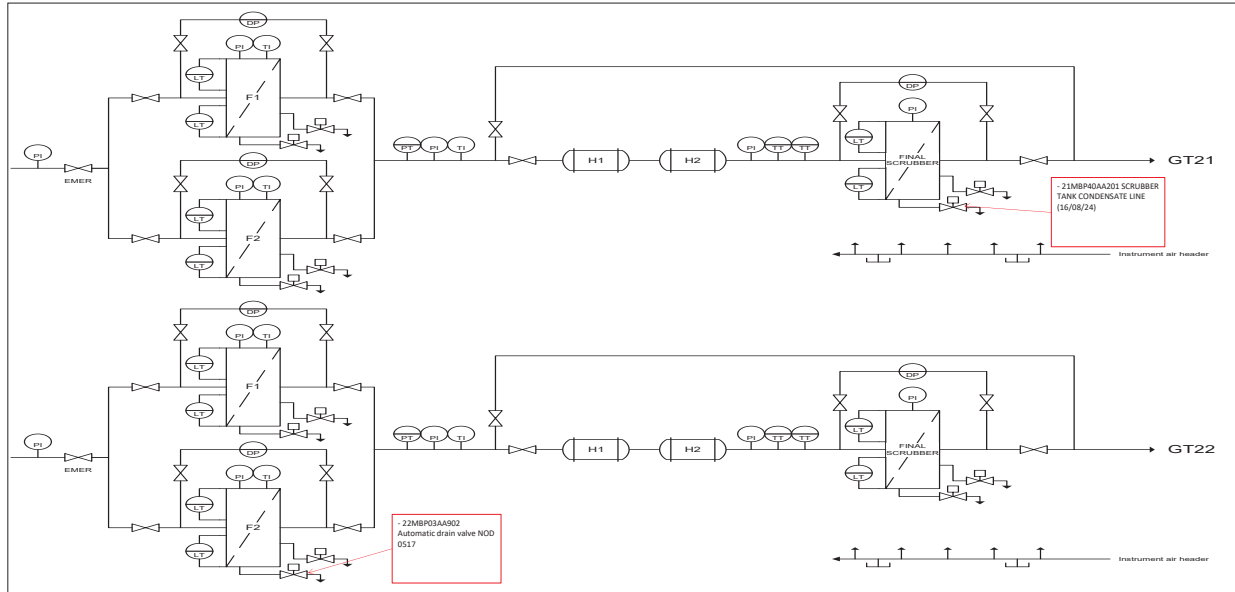 DP
PI TI
LT
F1
LT
DP
PI
PI TI
EMER
LT
F2
LT
PT PI TI
H1
H2
PI TT TT
DP
PI
LT
FINAL
SCRUBBER
LT
GT21
- 21MBP40AA201 SCRUBBER
TANK CONDENSATE LINE
(16/08/24)
Instrument air header
DP
PI TI
LT
F1
LT
DP
PI
PI TI
EMER
LT
F2
LT
PT PI TI
H1
H2
PI TT TT
DP
PI
LT
FINAL
SCRUBBER
LT
GT22
- 22MBP03AA902
Automatic drain valve NOD
0517
Instrument air header